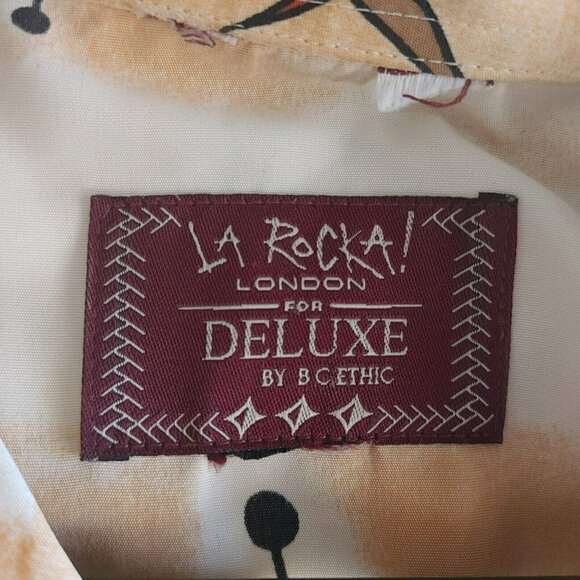 LA ROCKA!
LONDON
FOR
DELUXE
BY B C ETHIC